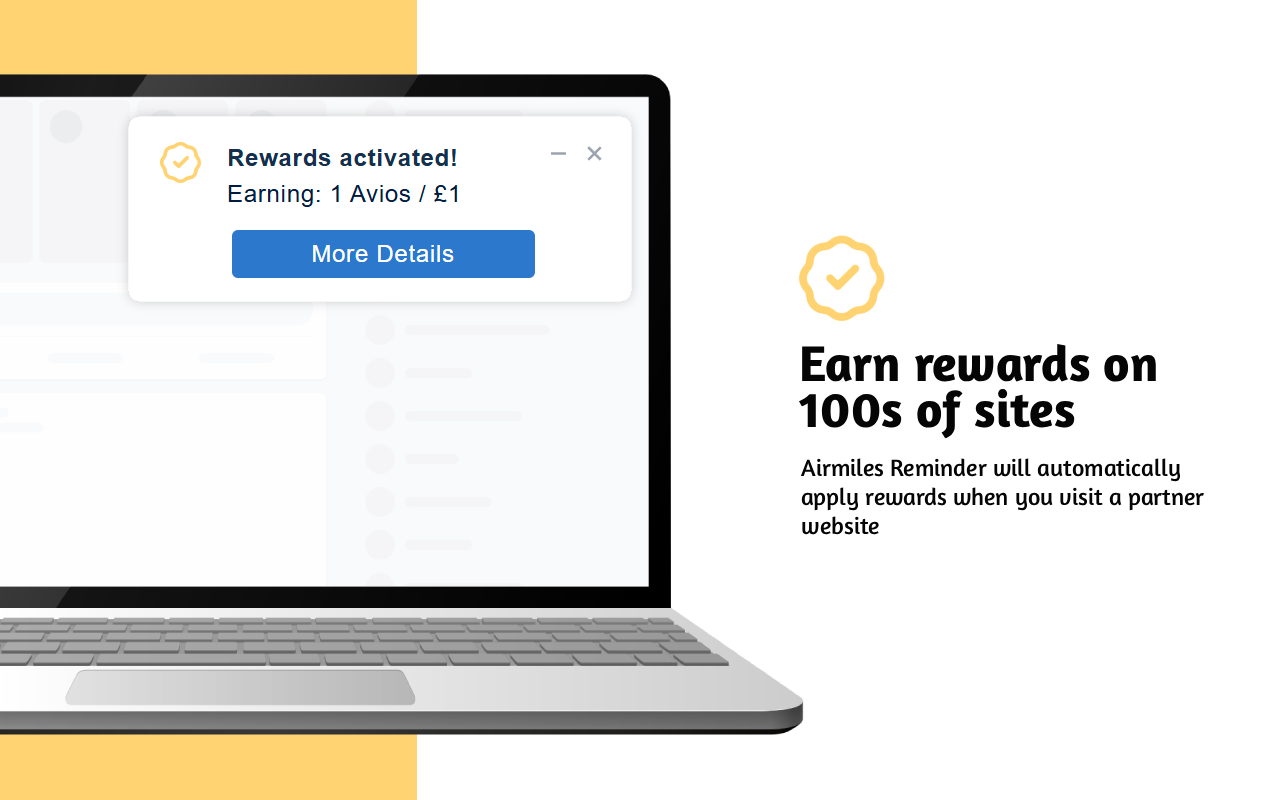 Rewards activated!
Earning: 1 Avios / £1
More Details
Earn rewards on
100s of sites
Airmiles Reminder will automatically
apply rewards when you visit a partner
website